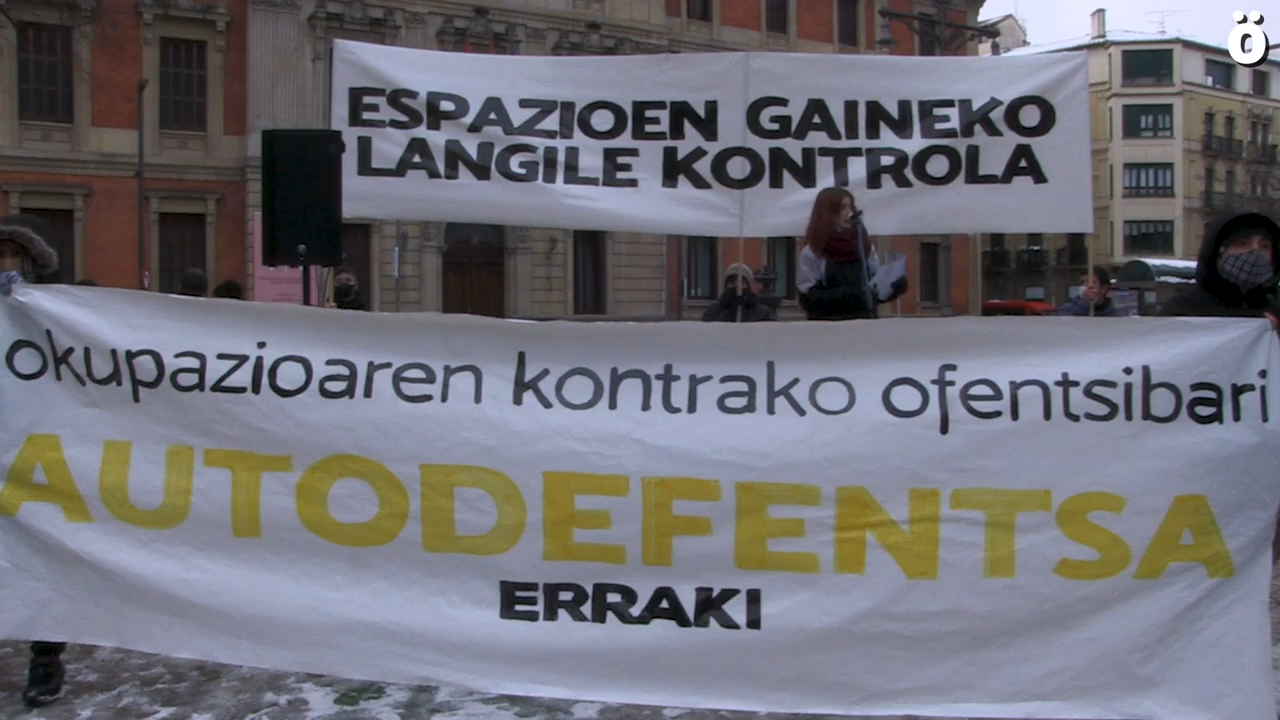 ö
ESPAZIOEN GAINEKO
LANGILE KONTROLA
okupazioaren kontrako ofentsibari
AUTODEFENTSA
ERRAKI